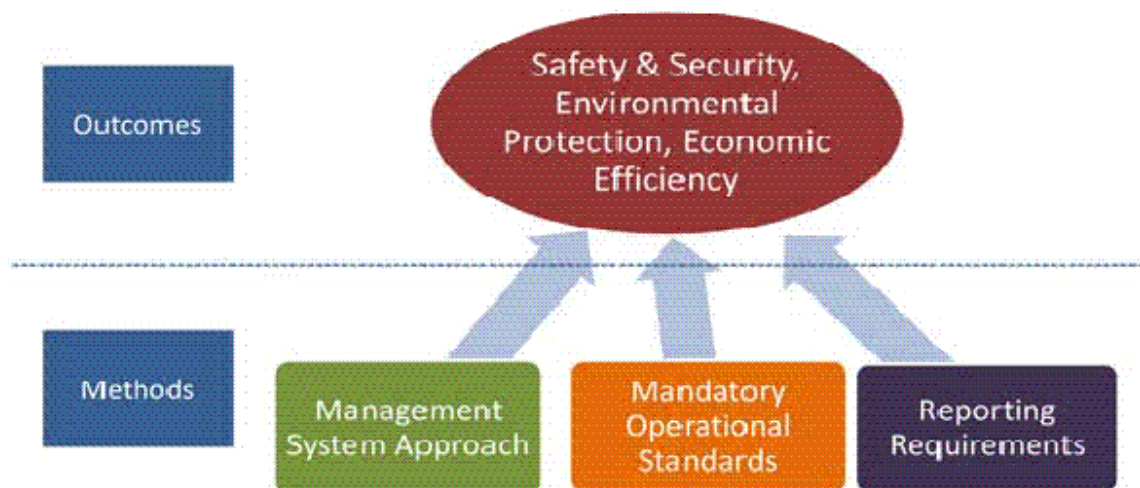 Outcomes
Safety & Security,
Environmental
Protection, Economic
Efficiency
Methods
Management
System Approach
Mandatory
Operational
Standards
Reporting
Requirements